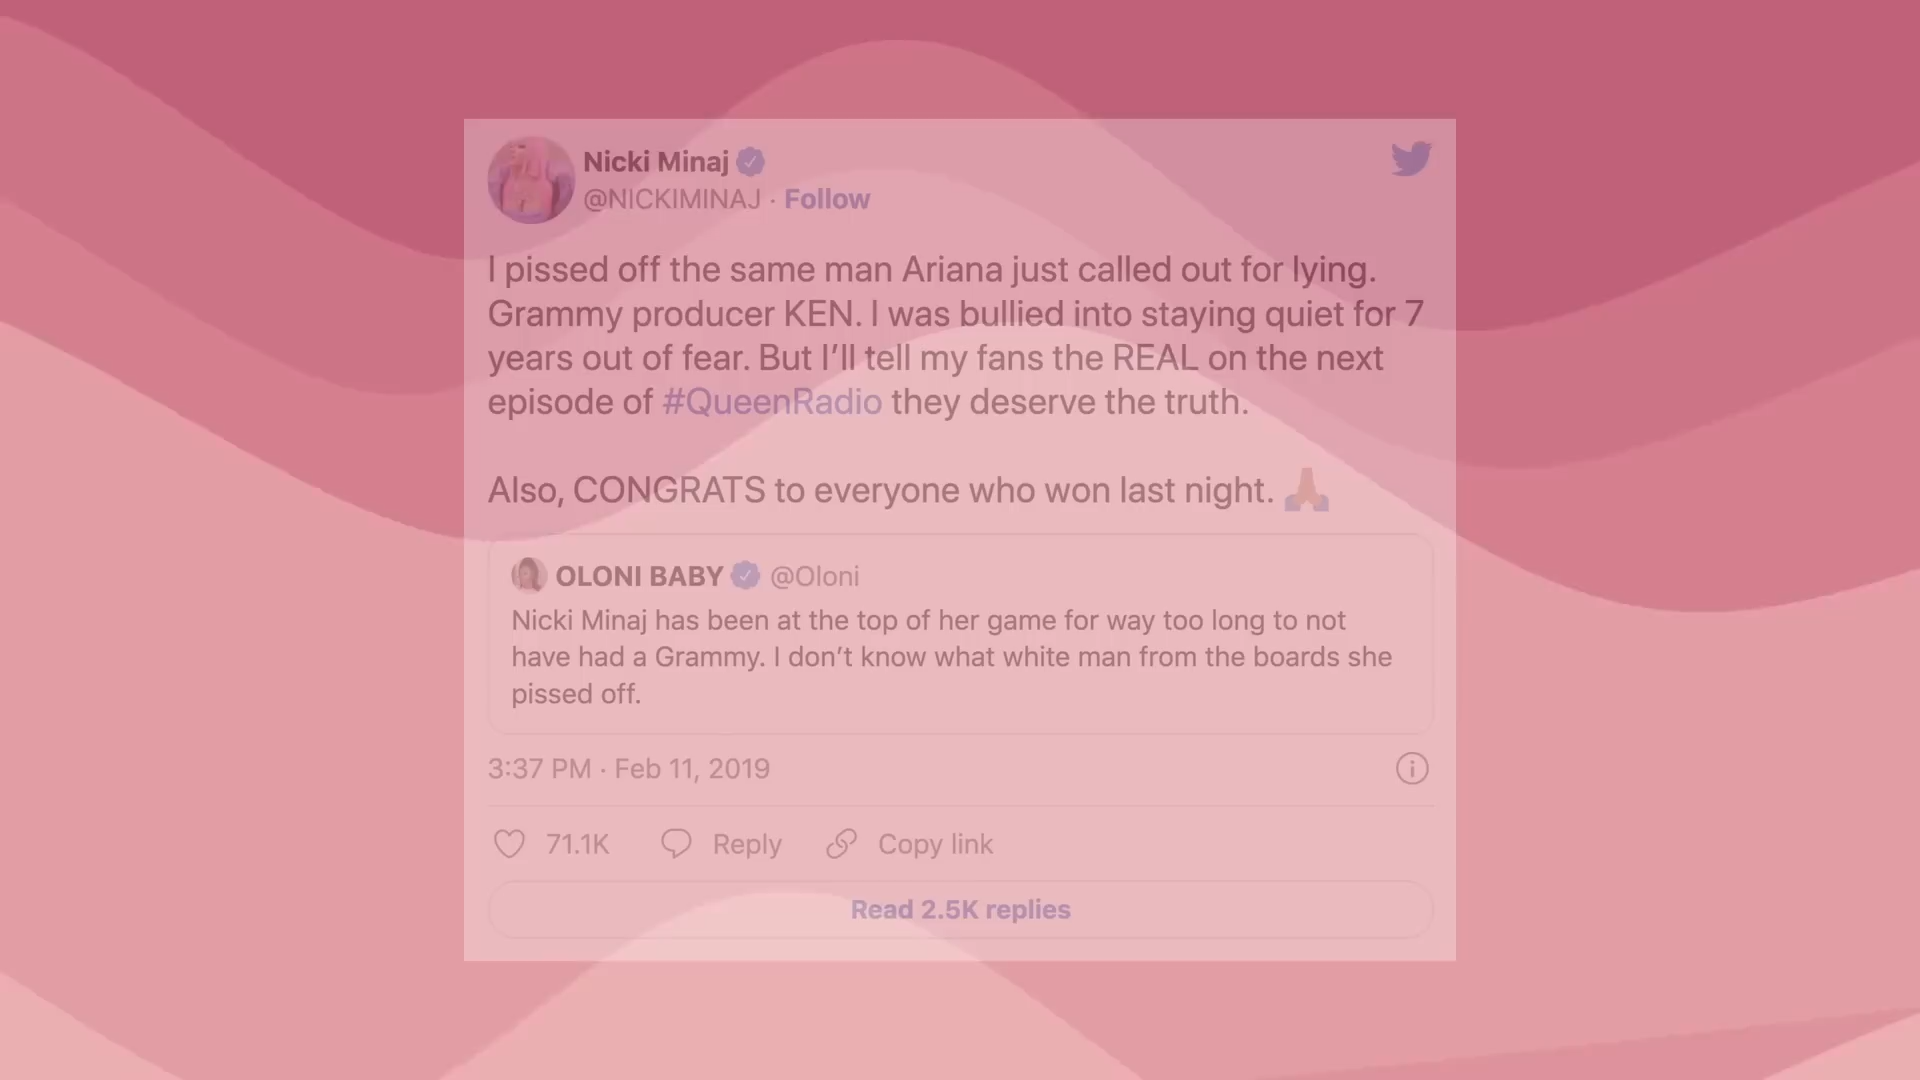 Nicki Minaj
@NICKIMINAJ · Follow
I pissed off the same man Ariana just called out for lying.
Grammy producer KEN. I was bullied into staying quiet for 7
years out of fear. But I’ll tell my fans the REAL on the next
episode of #QueenRadio they deserve the truth.
Also, CONGRATS to everyone who won last night. 🙏🏽
OLONI BABY @Oloni
Nicki Minaj has been at the top of her game for way too long to not
have had a Grammy. I don’t know what white man from the boards she
pissed off.
3:37 PM · Feb 11, 2019
71.1K Reply Copy link
Read 2.5K replies